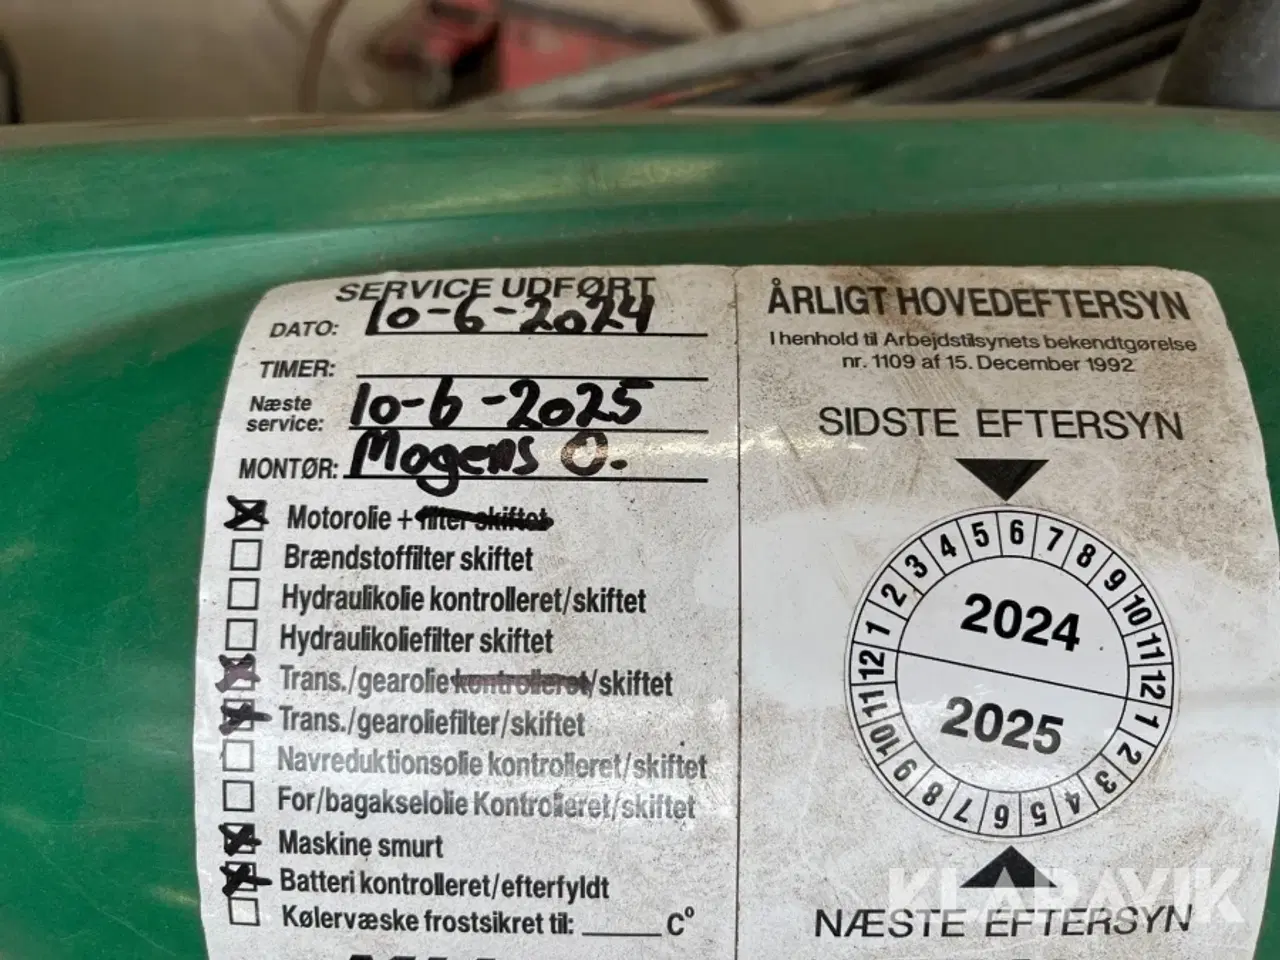 SERVICE UDFØRT
DATO: 10-6-2024
TIMER:
Næste service: 10-6-2025
MONTØR: Mogens O.
Motorolie + filter skiftet
Brændstoffilter skiftet
Hydraulikolie kontrolleret/skiftet
Hydraulikoliefilter skiftet
Trans./gearolie kontrolleret/skiftet
Trans./gearoliefilter/skiftet
Navreduktionsolie kontrolleret/skiftet
For/bagakselolie Kontrolleret/skiftet
Maskine smurt
Batteri kontrolleret/efterfyldt
Kølervæske frostsikret til: _____ C°
ÅRLIGT HOVEDEFTERSYN
I henhold til Arbejdstilsynets bekendtgørelse
nr. 1109 af 15. December 1992
SIDSTE EFTERSYN
1 2 3 4 5 6 7 8 9 10 11 12
2024
2025
1 2 3 4 5 6 7 8 9 10 11 12
NÆSTE EFTERSYN
KLARAVIK